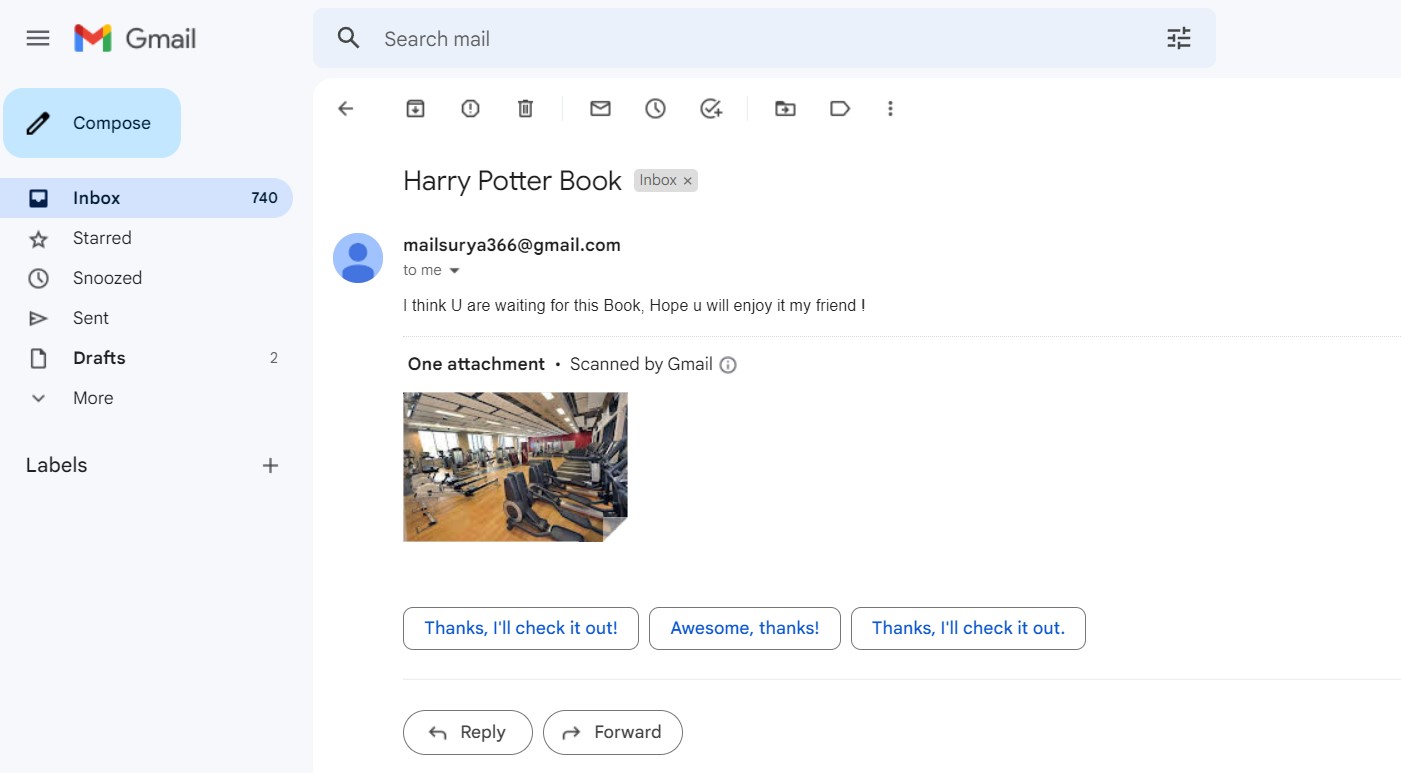 Gmail
Search mail
Compose
Inbox 740
Starred
Snoozed
Sent
Drafts 2
More
Labels
Harry Potter Book Inbox ×
mailsurya366@gmail.com
to me
I think U are waiting for this Book, Hope u will enjoy it my friend !
One attachment • Scanned by Gmail
Thanks, I'll check it out! Awesome, thanks! Thanks, I'll check it out.
Reply Forward